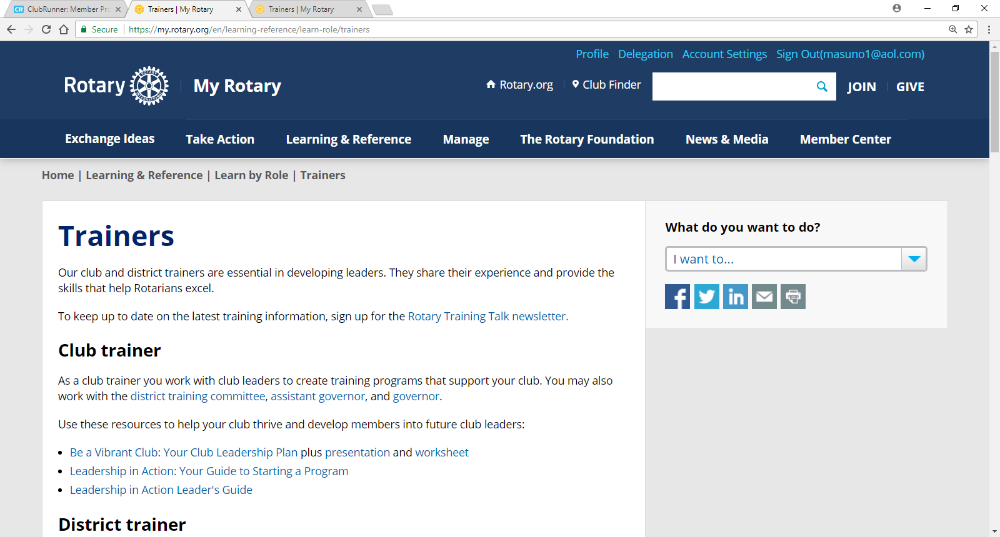 CR ClubRunner: Member Pro
Trainers | My Rotary
Trainers | My Rotary
Secure
https://my.rotary.org/en/learning-reference/learn-role/trainers
Profile Delegation Account Settings Sign Out(masuno1@aol.com)
Rotary
My Rotary
Rotary.org
Club Finder
JOIN
GIVE
Exchange Ideas Take Action Learning & Reference Manage The Rotary Foundation News & Media Member Center
Home | Learning & Reference | Learn by Role | Trainers
Trainers
Our club and district trainers are essential in developing leaders. They share their experience and provide the
skills that help Rotarians excel.
To keep up to date on the latest training information, sign up for the Rotary Training Talk newsletter.
Club trainer
As a club trainer you work with club leaders to create training programs that support your club. You may also
work with the district training committee, assistant governor, and governor.
Use these resources to help your club thrive and develop members into future club leaders:
• Be a Vibrant Club: Your Club Leadership Plan plus presentation and worksheet
• Leadership in Action: Your Guide to Starting a Program
• Leadership in Action Leader's Guide
District trainer
What do you want to do?
I want to...